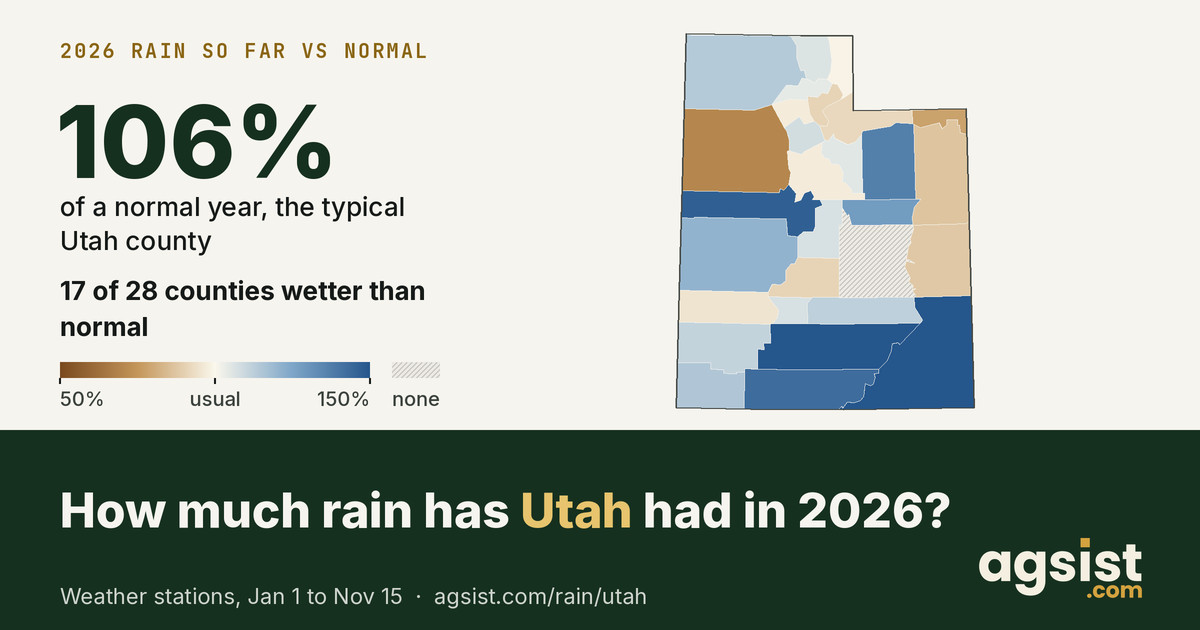 2026 RAIN SO FAR VS NORMAL
106%
of a normal year, the typical
Utah county
17 of 28 counties wetter than
normal
50% usual 150% none
How much rain has Utah had in 2026?
Weather stations, Jan 1 to Nov 15 · agsist.com/rain/utah
agsist
.com